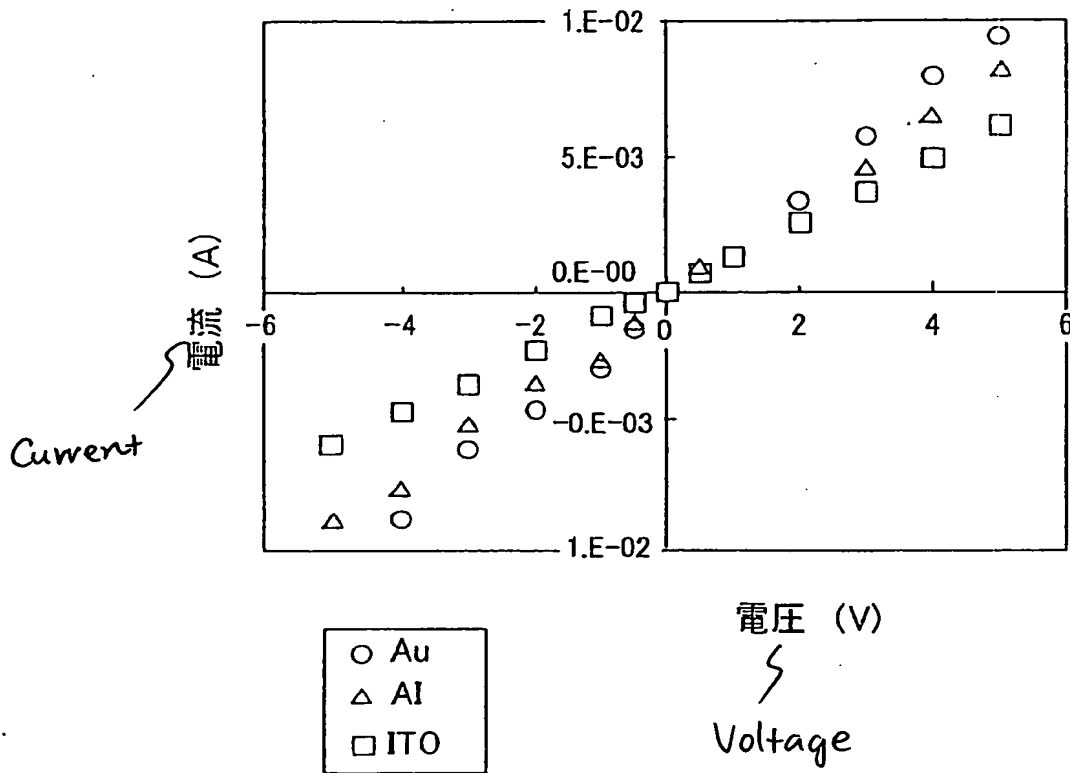 1.E-02
5.E-03
0.E-00
-6 -4 -2 0 2 4 6
-0.E-03
1.E-02
電流 (A)
Current
電圧 (V)
Voltage
○ Au
△ Al
□ ITO